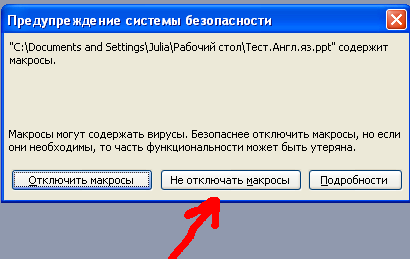 Предупреждение системы безопасности
"C:\Documents and Settings\Julia\Рабочий стол\Тест.Англ.яз.ppt" содержит
макросы.
Макросы могут содержать вирусы. Безопаснее отключить макросы, но если
они необходимы, то часть функциональности может быть утеряна.
Отключить макросы Не отключать макросы Подробности